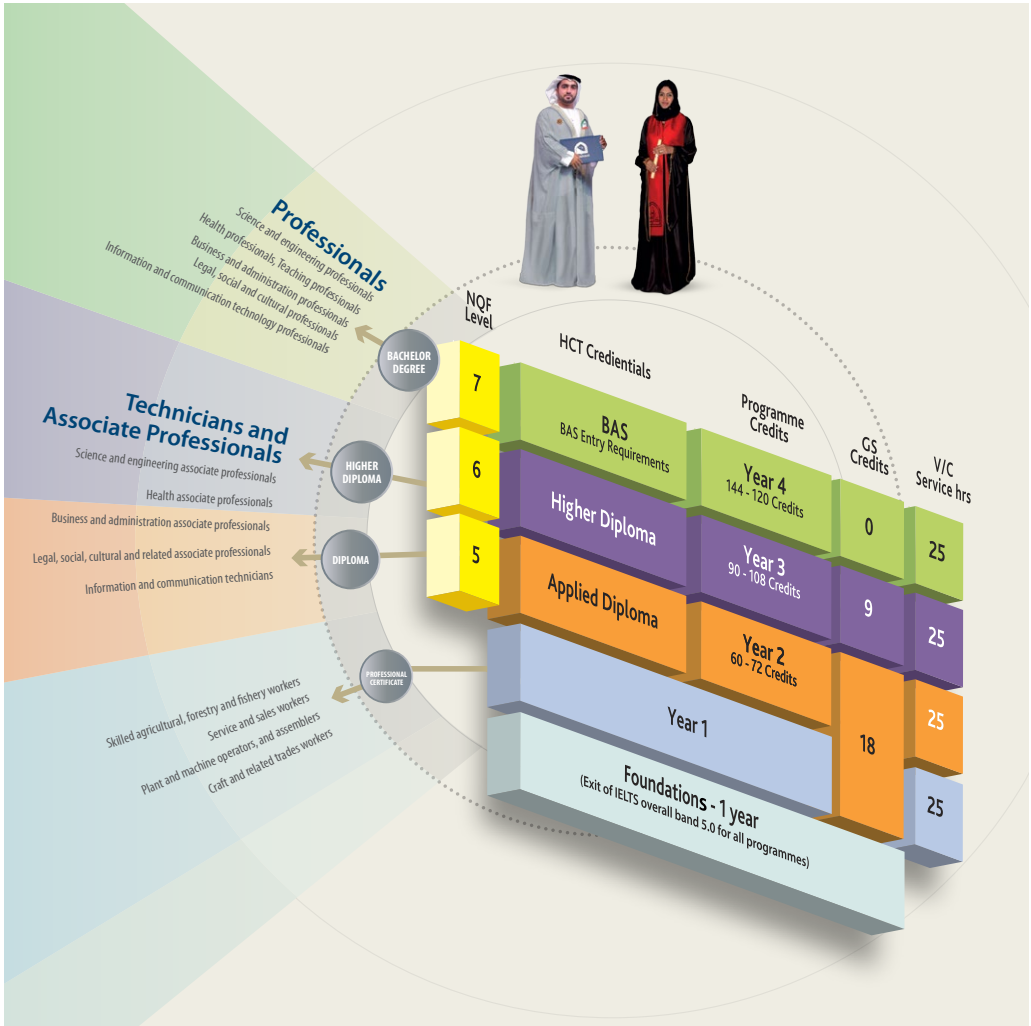 Professionals
Science and engineering professionals
Health professionals, Teaching professionals
Business and administration professionals
Legal, social and cultural professionals
Information and communication technology professionals
BACHELOR
DEGREE
Technicians and
Associate Professionals
Science and engineering associate professionals
Health associate professionals
Business and administration associate professionals
Legal, social, cultural and related associate professionals
Information and communication technicians
HIGHER
DIPLOMA
DIPLOMA
PROFESSIONAL
CERTIFICATE
Skilled agricultural, forestry and fishery workers
Service and sales workers
Plant and machine operators, and assemblers
Craft and related trades workers
NQF
Level
HCT Credentials
Programme
Credits
GS
Credits
V/C
Service hrs
7
BAS
BAS Entry Requirements
Year 4
144 - 120 Credits
0
25
6
Higher Diploma
Year 3
90 - 108 Credits
9
25
5
Applied Diploma
Year 2
60 - 72 Credits
18
25
Year 1
25
Foundations - 1 year
(Exit of IELTS overall band 5.0 for all programmes)